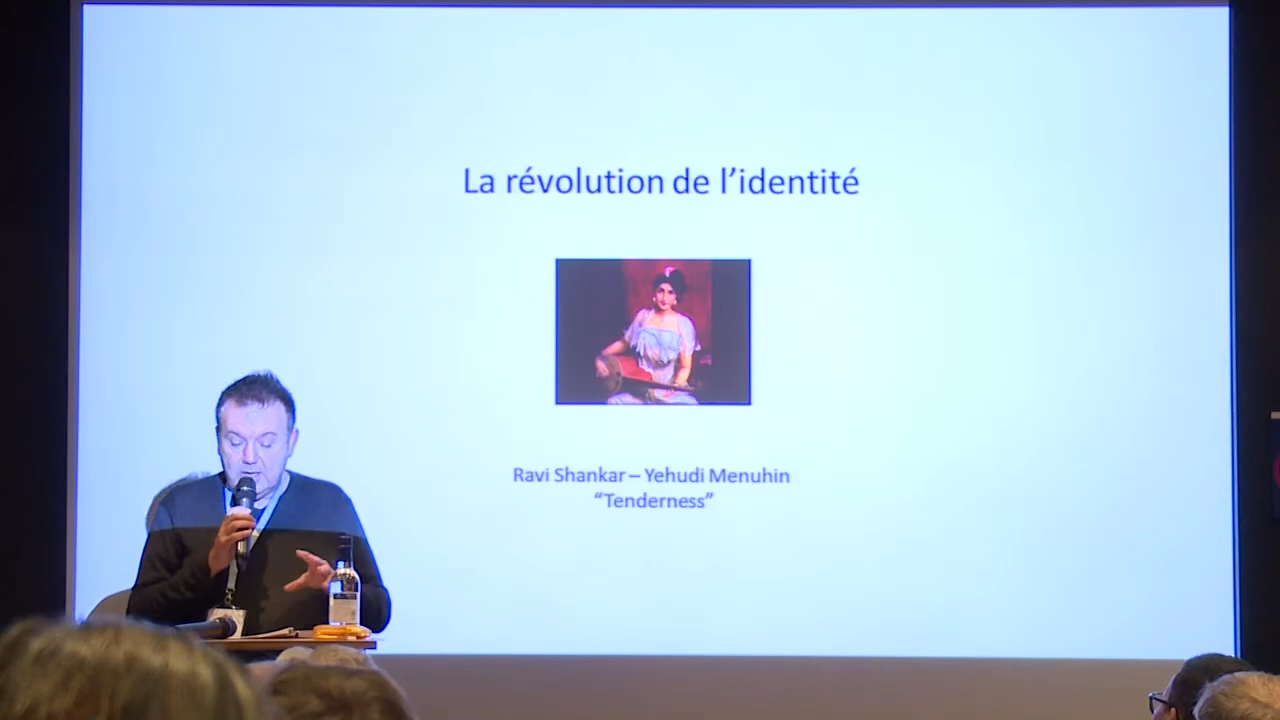 La révolution de l’identité
Ravi Shankar – Yehudi Menuhin
“Tenderness”